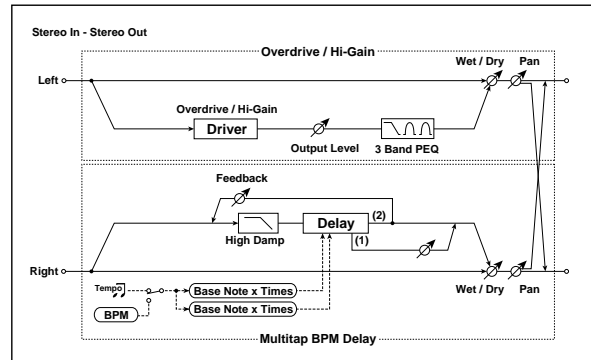 Stereo In - Stereo Out
Overdrive / Hi-Gain
Wet / Dry Pan
Left
Overdrive / Hi-Gain
Driver
Output Level
3 Band PEQ
Feedback
High Damp
Delay
(2)
(1)
Right
Wet / Dry Pan
Tempo
BPM
Base Note x Times
Base Note x Times
Multitap BPM Delay